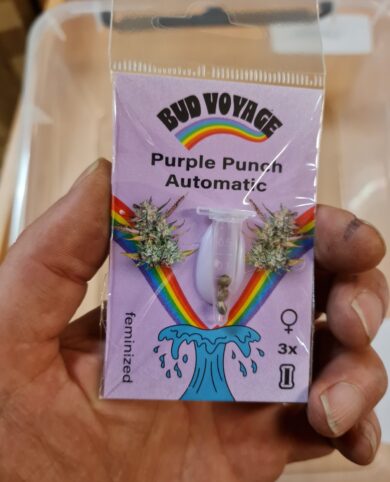 BUD VOYAGE
Purple Punch
Automatic
feminized
♀
3x